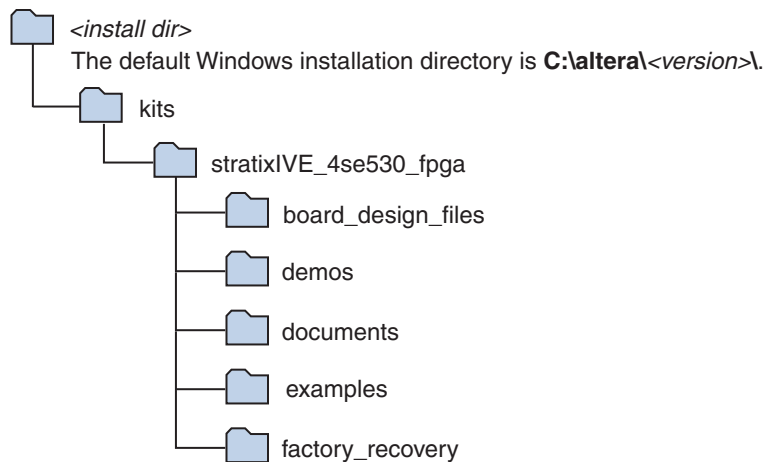 <install dir>
The default Windows installation directory is C:\altera\<version>\.
kits
stratixIVE_4se530_fpga
board_design_files
demos
documents
examples
factory_recovery